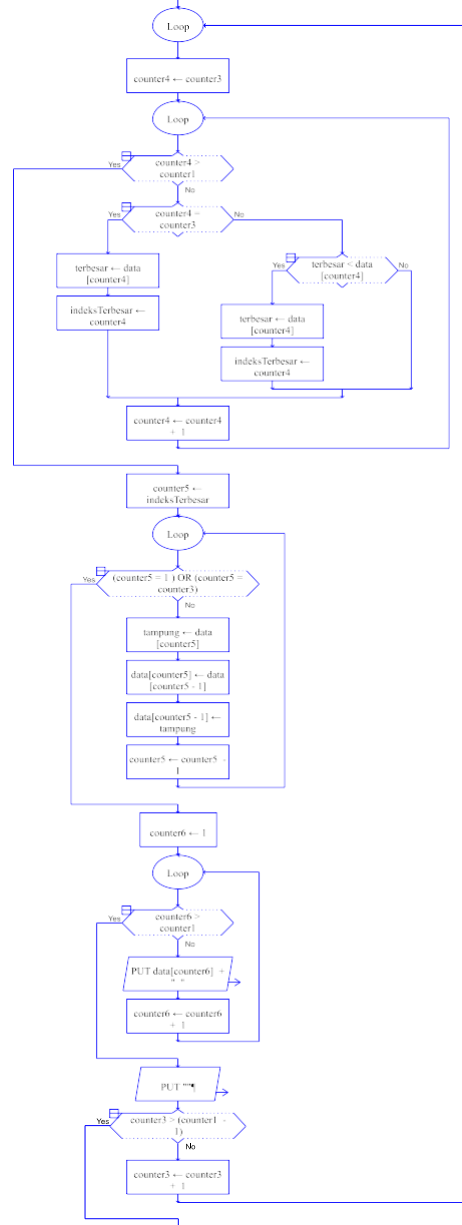 Loop
counter4 ← counter3
Loop
counter4 >
counter1
Yes
No
counter4 =
counter3
Yes
No
terbesar ← data
[counter4]
indeksTerbesar ←
counter4
terbesar < data
[counter4]
Yes
No
terbesar ← data
[counter4]
indeksTerbesar ←
counter4
counter4 ← counter4
+ 1
counter5 ←
indeksTerbesar
Loop
(counter5 = 1 ) OR (counter5 =
counter3)
Yes
No
tampung ← data
[counter5]
data[counter5] ← data
[counter5 - 1]
data[counter5 - 1] ←
tampung
counter5 ← counter5 -
1
counter6 ← 1
Loop
counter6 >
counter1
Yes
No
PUT data[counter6] +
" "
counter6 ← counter6
+ 1
PUT ""¶
counter3 > (counter1 -
1)
Yes
No
counter3 ← counter3
+ 1